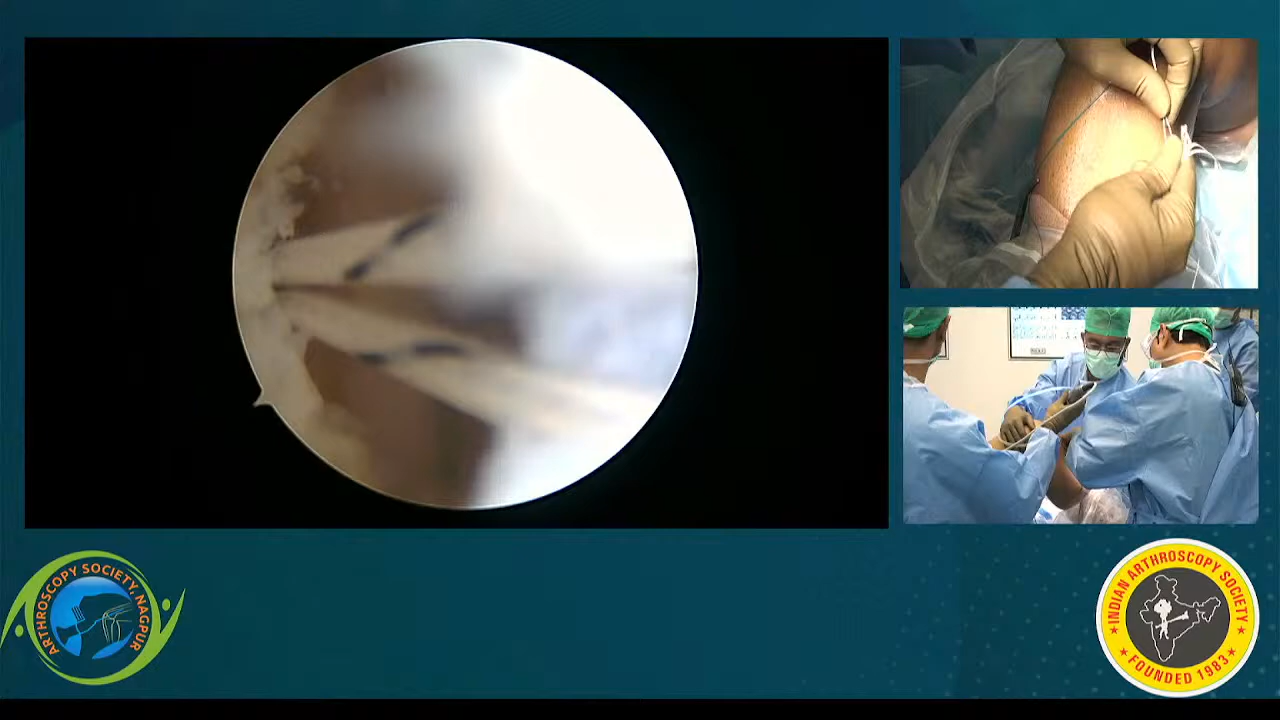 ARTHROSCOPY SOCIETY, NAGPUR
INDIAN ARTHROSCOPY SOCIETY
★ FOUNDED 1983 ★